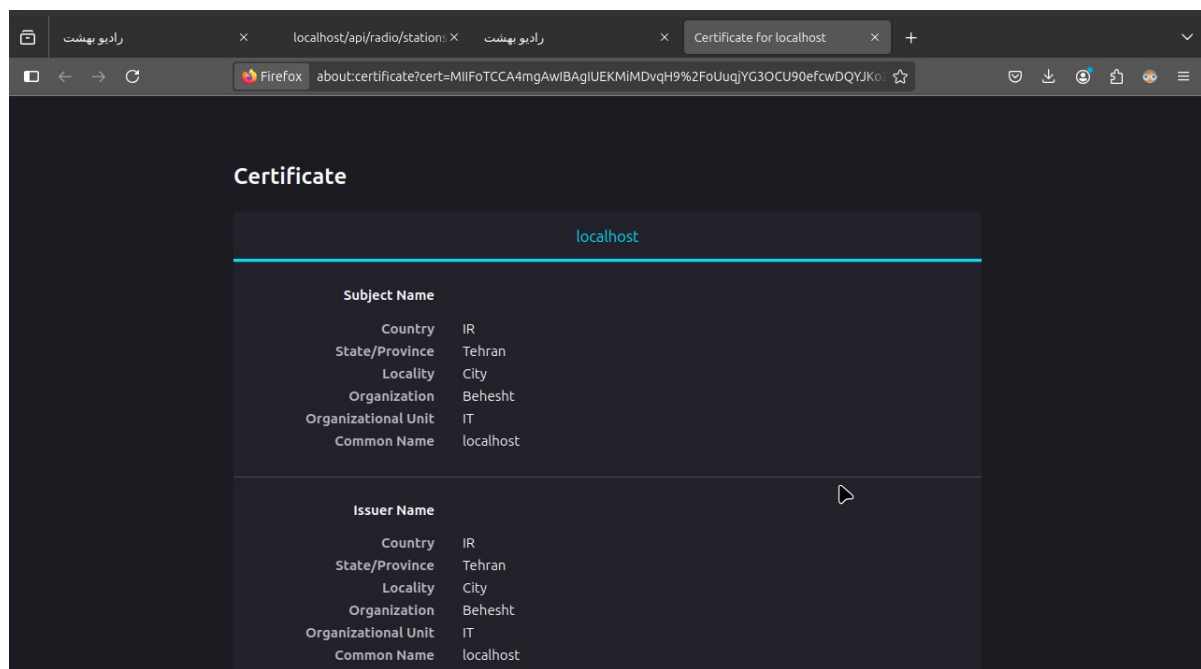 رادیو بهشت
localhost/api/radio/stations
رادیو بهشت
Certificate for localhost
Firefox about:certificate?cert=MIIFoTCCA4mgAwIBAgIUEKMiMDvqH9%2FoUuqjYG3OCU90efcwDQYJKo
Certificate
localhost
Subject Name
Country IR
State/Province Tehran
Locality City
Organization Behesht
Organizational Unit IT
Common Name localhost
Issuer Name
Country IR
State/Province Tehran
Locality City
Organization Behesht
Organizational Unit IT
Common Name localhost